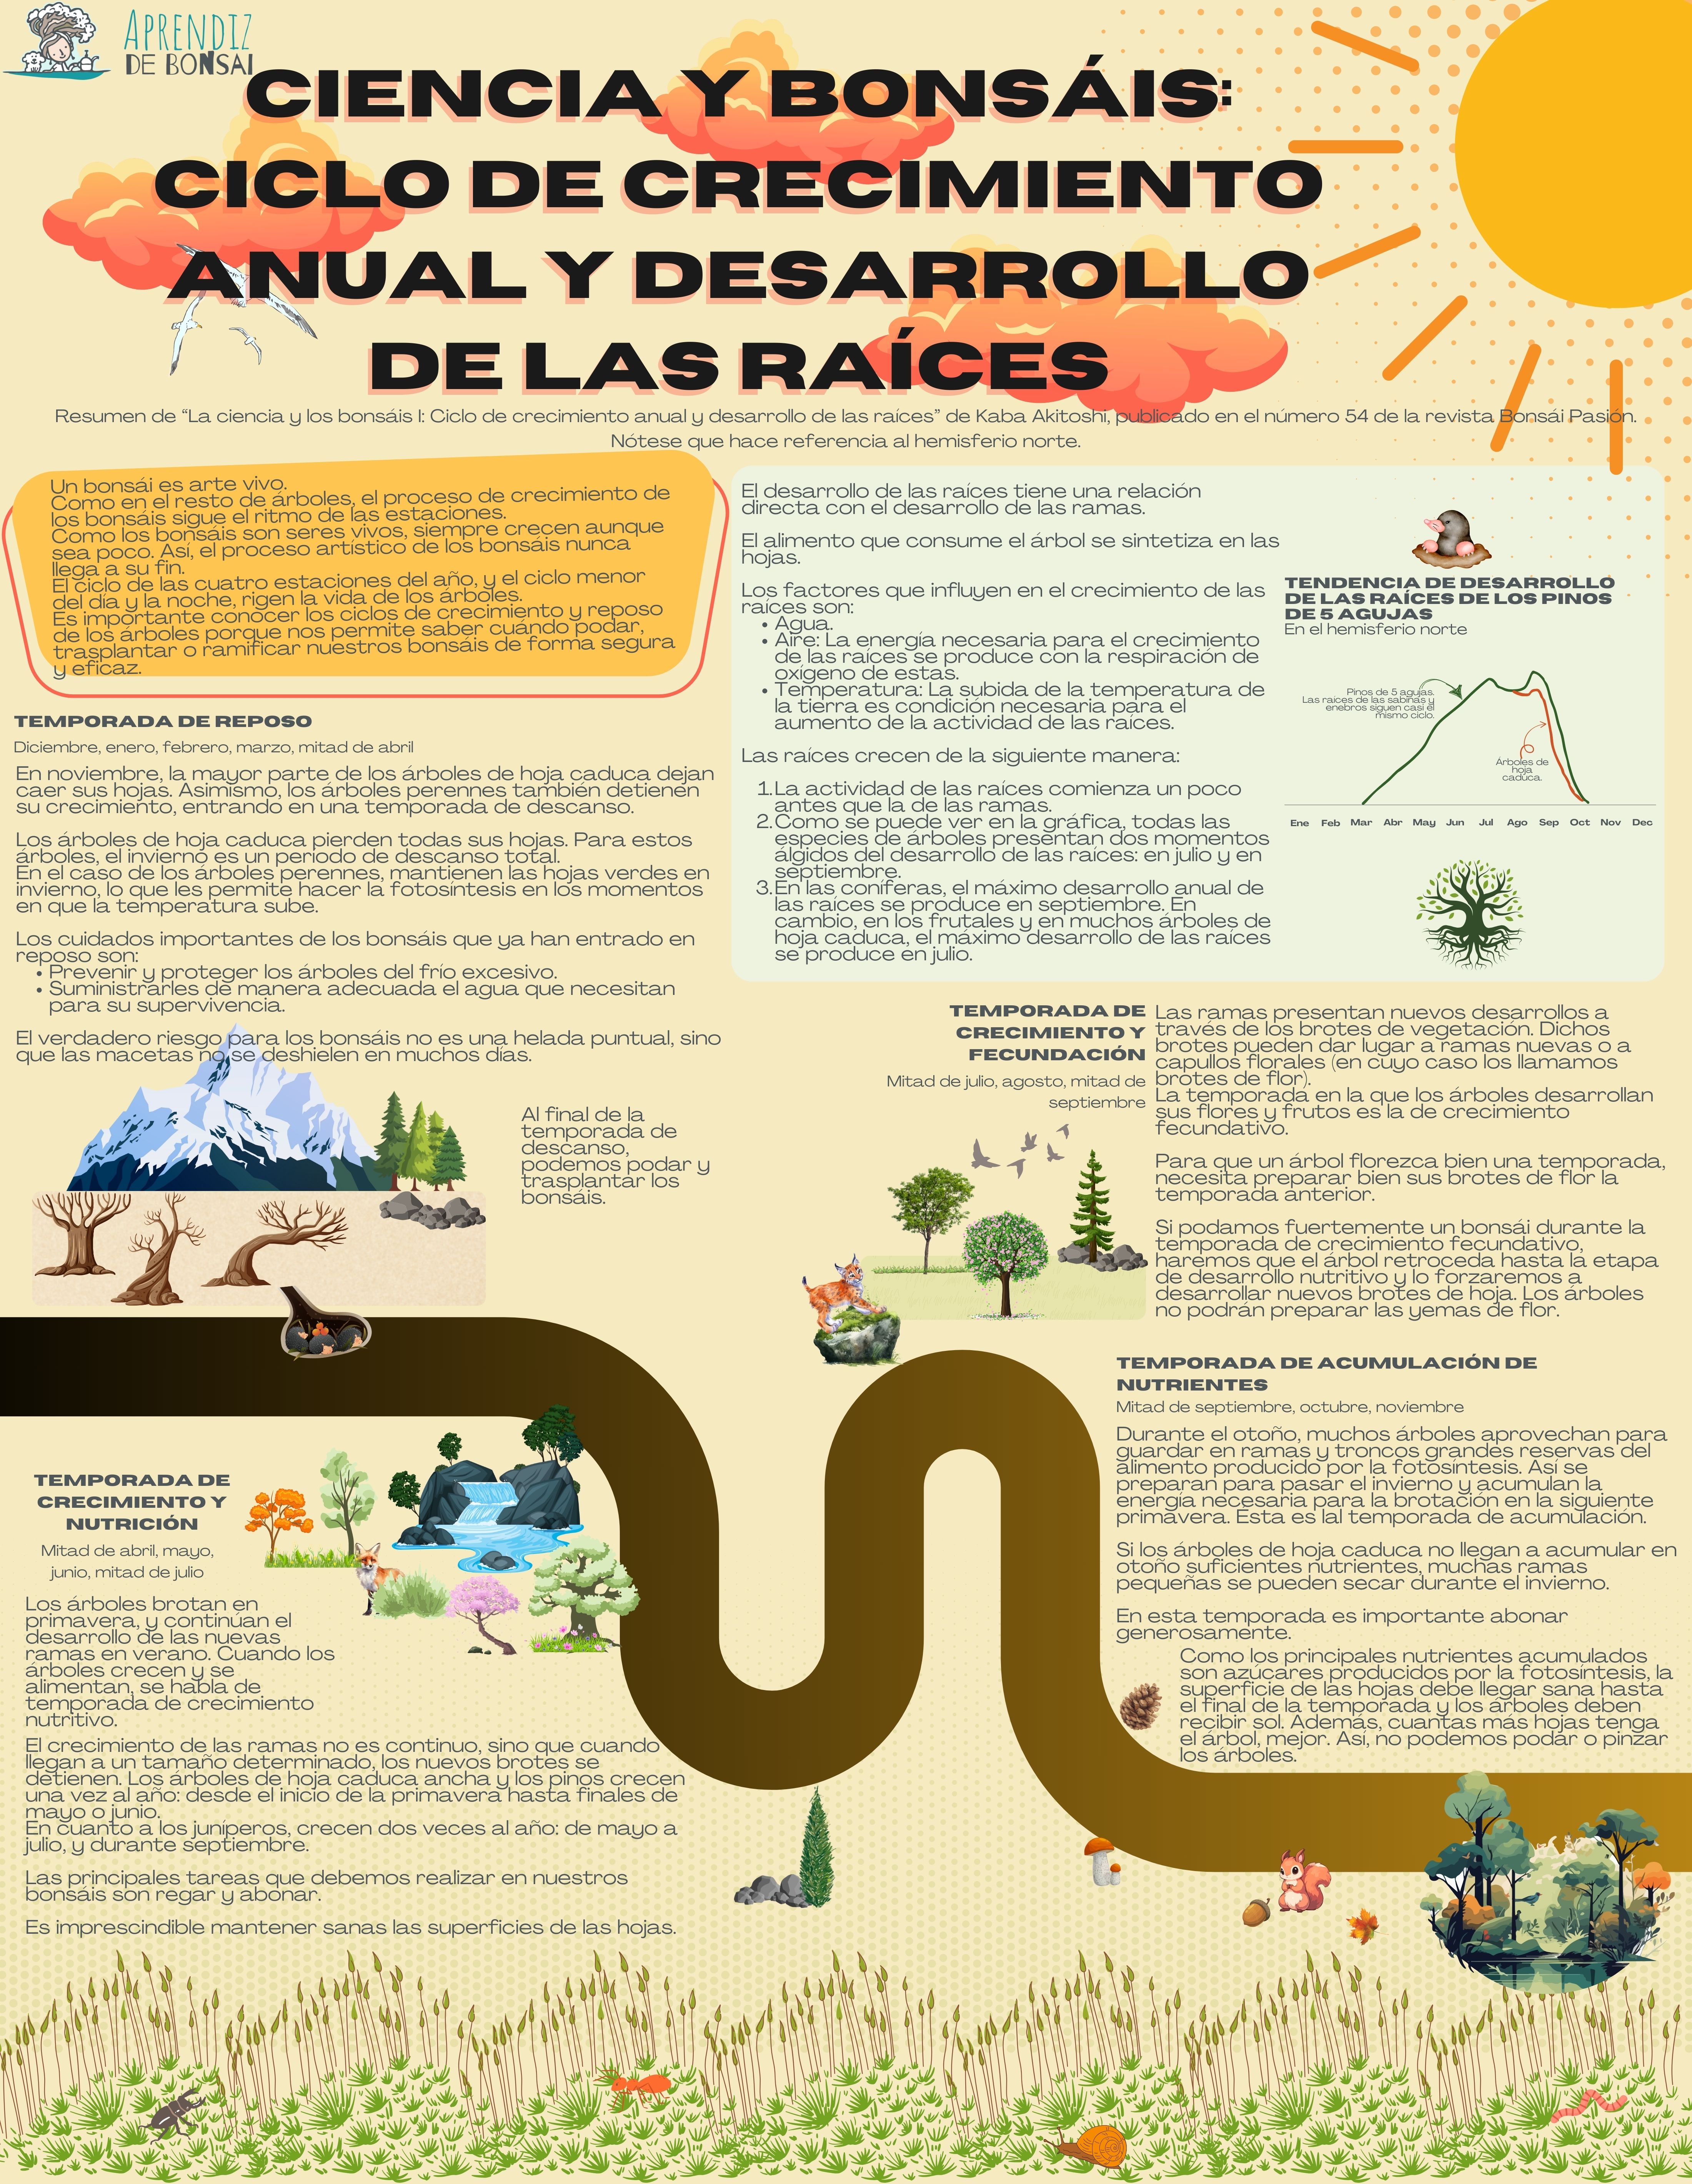 APRENDIZ
DE BONSAI
CIENCIA Y BONSÁIS:
CICLO DE CRECIMIENTO
ANUAL Y DESARROLLO
DE LAS RAÍCES
Resumen de “La ciencia y los bonsáis I: Ciclo de crecimiento anual y desarrollo de las raíces” de Kaba Akitoshi, publicado en el número 54 de la revista Bonsái Pasión.
Nótese que hace referencia al hemisferio norte.
Un bonsái es arte vivo.
Como en el resto de árboles, el proceso de crecimiento de
los bonsáis sigue el ritmo de las estaciones.
Como los bonsáis son seres vivos, siempre crecen aunque
sea poco. Así, el proceso artístico de los bonsáis nunca
llega a su fin.
El ciclo de las cuatro estaciones del año, y el ciclo menor
del día y la noche, rigen la vida de los árboles.
Es importante conocer los ciclos de crecimiento y reposo
de los árboles porque nos permite saber cuándo podar,
trasplantar o ramificar nuestros bonsáis de forma segura
y eficaz.
El desarrollo de las raíces tiene una relación
directa con el desarrollo de las ramas.
El alimento que consume el árbol se sintetiza en las
hojas.
Los factores que influyen en el crecimiento de las
raíces son:
• Agua.
• Aire: La energía necesaria para el crecimiento
de las raíces se produce con la respiración de
oxígeno de estas.
• Temperatura: La subida de la temperatura de
la tierra es condición necesaria para el
aumento de la actividad de las raíces.
Las raíces crecen de la siguiente manera:
1. La actividad de las raíces comienza un poco
antes que la de las ramas.
2. Como se puede ver en la gráfica, todas las
especies de árboles presentan dos momentos
álgidos del desarrollo de las raíces: en julio y en
septiembre.
3. En las coníferas, el máximo desarrollo anual de
las raíces se produce en septiembre. En
cambio, en los frutales y en muchos árboles de
hoja caduca, el máximo desarrollo de las raíces
se produce en julio.
TENDENCIA DE DESARROLLO
DE LAS RAÍCES DE LOS PINOS
DE 5 AGUJAS
En el hemisferio norte
Pinos de 5 agujas.
Las raíces de las sabinas y
enebros siguen casi el
mismo ciclo.
Árboles de
hoja
caduca.
Ene Feb Mar Abr May Jun Jul Ago Sep Oct Nov Dec
TEMPORADA DE REPOSO
Diciembre, enero, febrero, marzo, mitad de abril
En noviembre, la mayor parte de los árboles de hoja caduca dejan
caer sus hojas. Asimismo, los árboles perennes también detienen
su crecimiento, entrando en una temporada de descanso.
Los árboles de hoja caduca pierden todas sus hojas. Para estos
árboles, el invierno es un periodo de descanso total.
En el caso de los árboles perennes, mantienen las hojas verdes en
invierno, lo que les permite hacer la fotosíntesis en los momentos
en que la temperatura sube.
Los cuidados importantes de los bonsáis que ya han entrado en
reposo son:
• Prevenir y proteger los árboles del frío excesivo.
• Suministrarles de manera adecuada el agua que necesitan
para su supervivencia.
El verdadero riesgo para los bonsáis no es una helada puntual, sino
que las macetas no se deshielen en muchos días.
Al final de la
temporada de
descanso,
podemos podar y
trasplantar los
bonsáis.
TEMPORADA DE
CRECIMIENTO Y
FECUNDACIÓN
Mitad de julio, agosto, mitad de
septiembre
Las ramas presentan nuevos desarrollos a
través de los brotes de vegetación. Dichos
brotes pueden dar lugar a ramas nuevas o a
capullos florales (en cuyo caso los llamamos
brotes de flor).
La temporada en la que los árboles desarrollan
sus flores y frutos es la de crecimiento
fecundativo.
Para que un árbol florezca bien una temporada,
necesita preparar bien sus brotes de flor la
temporada anterior.
Si podamos fuertemente un bonsái durante la
temporada de crecimiento fecundativo,
haremos que el árbol retroceda hasta la etapa
de desarrollo nutritivo y lo forzaremos a
desarrollar nuevos brotes de hoja. Los árboles
no podrán preparar las yemas de flor.
TEMPORADA DE ACUMULACIÓN DE
NUTRIENTES
Mitad de septiembre, octubre, noviembre
Durante el otoño, muchos árboles aprovechan para
guardar en ramas y troncos grandes reservas del
alimento producido por la fotosíntesis. Así se
preparan para pasar el invierno y acumulan la
energía necesaria para la brotación en la siguiente
primavera. Esta es lal temporada de acumulación.
Si los árboles de hoja caduca no llegan a acumular en
otoño suficientes nutrientes, muchas ramas
pequeñas se pueden secar durante el invierno.
En esta temporada es importante abonar
generosamente.
Como los principales nutrientes acumulados
son azúcares producidos por la fotosíntesis, la
superficie de las hojas debe llegar sana hasta
el final de la temporada y los árboles deben
recibir sol. Además, cuantas más hojas tenga
el árbol, mejor. Así, no podemos podar o pinzar
los árboles.
TEMPORADA DE
CRECIMIENTO Y
NUTRICIÓN
Mitad de abril, mayo,
junio, mitad de julio
Los árboles brotan en
primavera, y continúan el
desarrollo de las nuevas
ramas en verano. Cuando los
árboles crecen y se
alimentan, se habla de
temporada de crecimiento
nutritivo.
El crecimiento de las ramas no es continuo, sino que cuando
llegan a un tamaño determinado, los nuevos brotes se
detienen. Los árboles de hoja caduca ancha y los pinos crecen
una vez al año: desde el inicio de la primavera hasta finales de
mayo o junio.
En cuanto a los juníperos, crecen dos veces al año: de mayo a
julio, y durante septiembre.
Las principales tareas que debemos realizar en nuestros
bonsáis son regar y abonar.
Es imprescindible mantener sanas las superficies de las hojas.